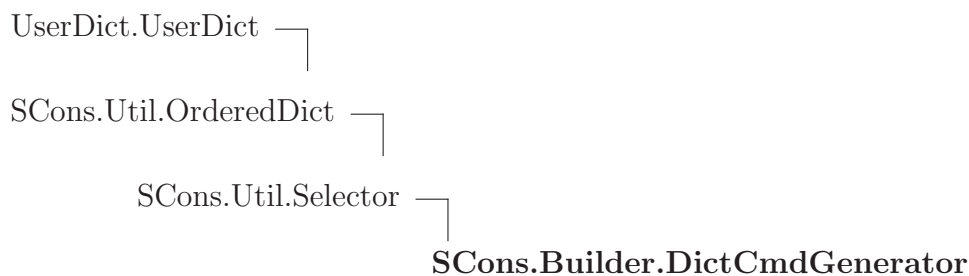 UserDict.UserDict
SCons.Util.OrderedDict
SCons.Util.Selector
SCons.Builder.DictCmdGenerator